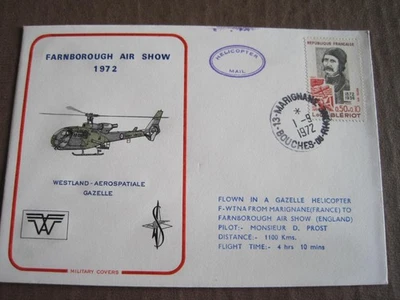 FARNBOROUGH AIR SHOW
1972
HELICOPTER
MAIL
REPUBLIQUE FRANÇAISE
0,50+0,10
BLÉRIOT
13-MARIGNANE
1-9
1972
BOUCHES-DU-RHONE
WESTLAND-AEROSPATIALE
GAZELLE
FLOWN IN A GAZELLE HELICOPTER
F-WTNA FROM MARIGNANE(FRANCE) TO
FARNBOROUGH AIR SHOW (ENGLAND)
PILOT:- MONSIEUR D. PROST
DISTANCE:- 1100 Kms.
FLIGHT TIME:- 4 hrs 10 mins
MILITARY COVERS